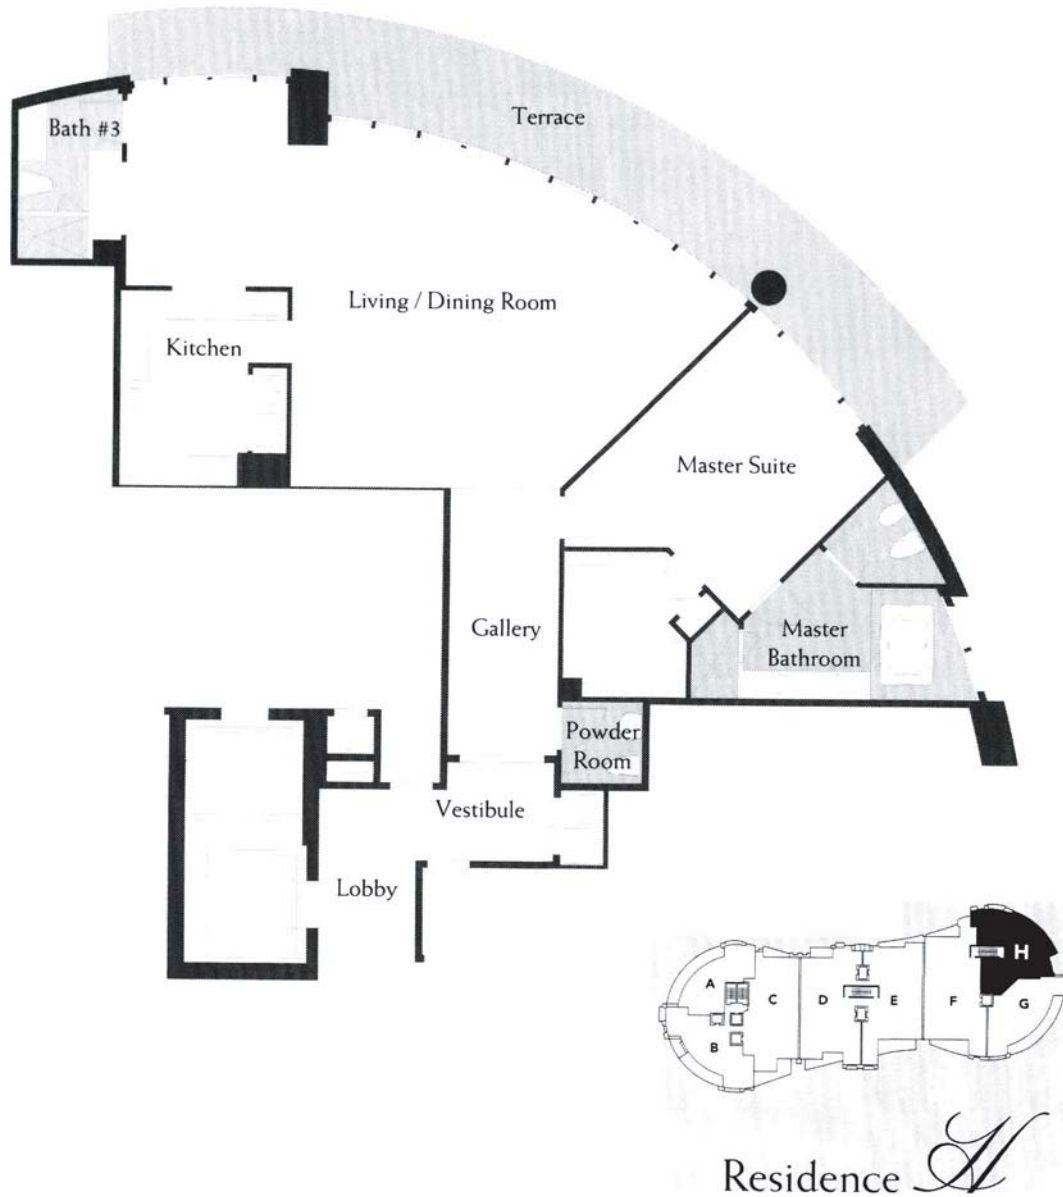 Terrace
Bath #3
Living / Dining Room
Kitchen
Master Suite
Gallery
Master
Bathroom
Powder
Room
Vestibule
Lobby
A
B
C
D
E
F
G
H
Residence H